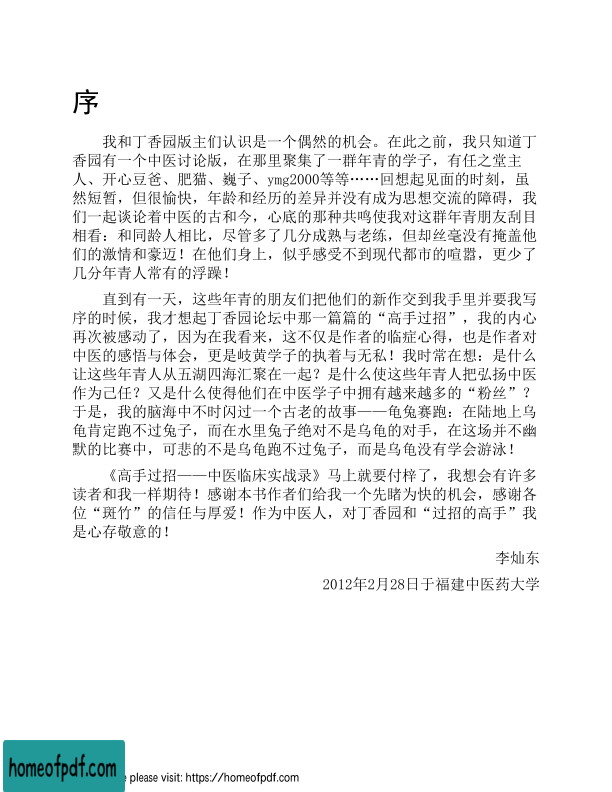 序
我和丁香园版主们认识是一个偶然的机会。在此之前，我只知道丁
香园有一个中医讨论版，在那里聚集了一群年青的学子，有任之堂主
人、开心豆爸、肥猫、巍子、ymg2000等等……回想起见面的时刻，虽
然短暂，但很愉快，年龄和经历的差异并没有成为思想交流的障碍，我
们一起谈论着中医的古和今，心底的那种共鸣使我对这群年青朋友刮目
相看：和同龄人相比，尽管多了几分成熟与老练，但却丝毫没有掩盖他
们的激情和豪迈！在他们身上，似乎感受不到现代都市的喧嚣，更少了
几分年青人常有的浮躁！
直到有一天，这些年青的朋友们把他们的新作交到我手里并要我写
序的时候，我才想起丁香园论坛中那一篇篇的“高手过招”，我的内心
再次被感动了，因为在我看来，这不仅是作者的临症心得，也是作者对
中医的感悟与体会，更是岐黄学子的执着与无私！我时常在想：是什么
让这些年青人从五湖四海汇聚在一起？是什么使这些年青人把弘扬中医
作为己任？又是什么使得他们在中医学子中拥有越来越多的“粉丝”？
于是，我的脑海中不时闪过一个古老的故事——龟兔赛跑：在陆地上乌
龟肯定跑不过兔子，而在水里兔子绝对不是乌龟的对手，在这场并不幽
默的比赛中，可悲的不是乌龟跑不过兔子，而是乌龟没有学会游泳！
《高手过招——中医临床实战录》马上就要付梓了，我想会有许多
读者和我一样期待！感谢本书作者们给我一个先睹为快的机会，感谢各
位“斑竹”的信任与厚爱！作为中医人，对丁香园和“过招的高手”我
是心存敬意的！
李灿东
2012年2月28日于福建中医药大学
homeofpdf.com
e please visit: https://homeofpdf.com